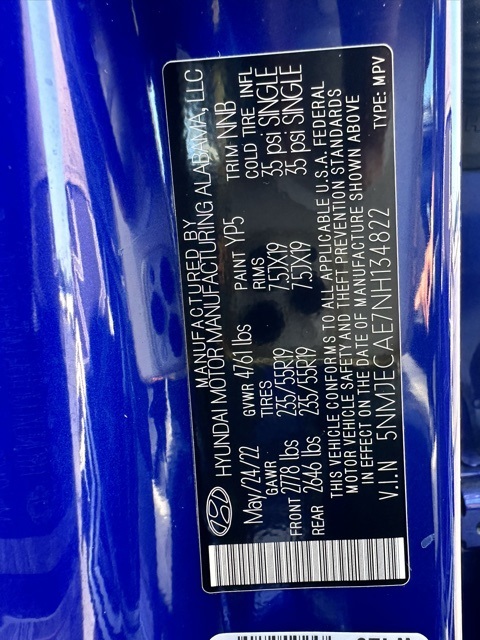 MANUFACTURED BY
HYUNDAI MOTOR MANUFACTURING ALABAMA, LLC
May/24/22 GVWR 4761 lbs PAINT YP5 TRIM NNB
GAWR TIRES RIMS COLD TIRE INFL
FRONT 2778 lbs 235/55R19 7.5JX19 35 psi SINGLE
REAR 2646 lbs 235/55R19 7.5JX19 35 psi SINGLE
THIS VEHICLE CONFORMS TO ALL APPLICABLE U.S.A. FEDERAL
MOTOR VEHICLE SAFETY AND THEFT PREVENTION STANDARDS
IN EFFECT ON THE DATE OF MANUFACTURE SHOWN ABOVE
V.I.N 5NMJECAE7NH134822 TYPE: MPV